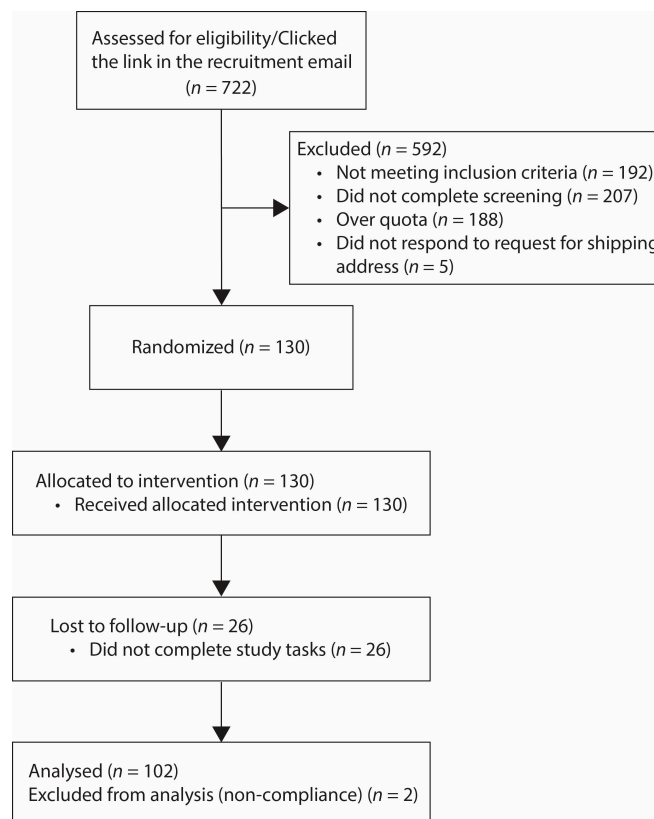 Assessed for eligibility/Clicked
the link in the recruitment email
(n = 722)
Excluded (n = 592)
• Not meeting inclusion criteria (n = 192)
• Did not complete screening (n = 207)
• Over quota (n = 188)
• Did not respond to request for shipping
address (n = 5)
Randomized (n = 130)
Allocated to intervention (n = 130)
• Received allocated intervention (n = 130)
Lost to follow-up (n = 26)
• Did not complete study tasks (n = 26)
Analysed (n = 102)
Excluded from analysis (non-compliance) (n = 2)